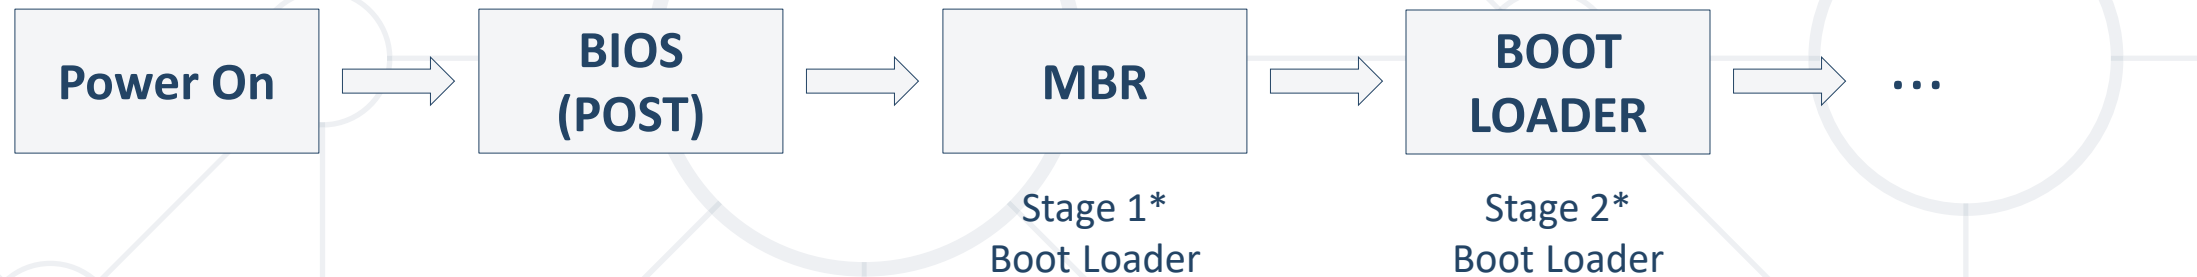 Power On
BIOS
(POST)
MBR
BOOT
LOADER
...
Stage 1*
Boot Loader
Stage 2*
Boot Loader